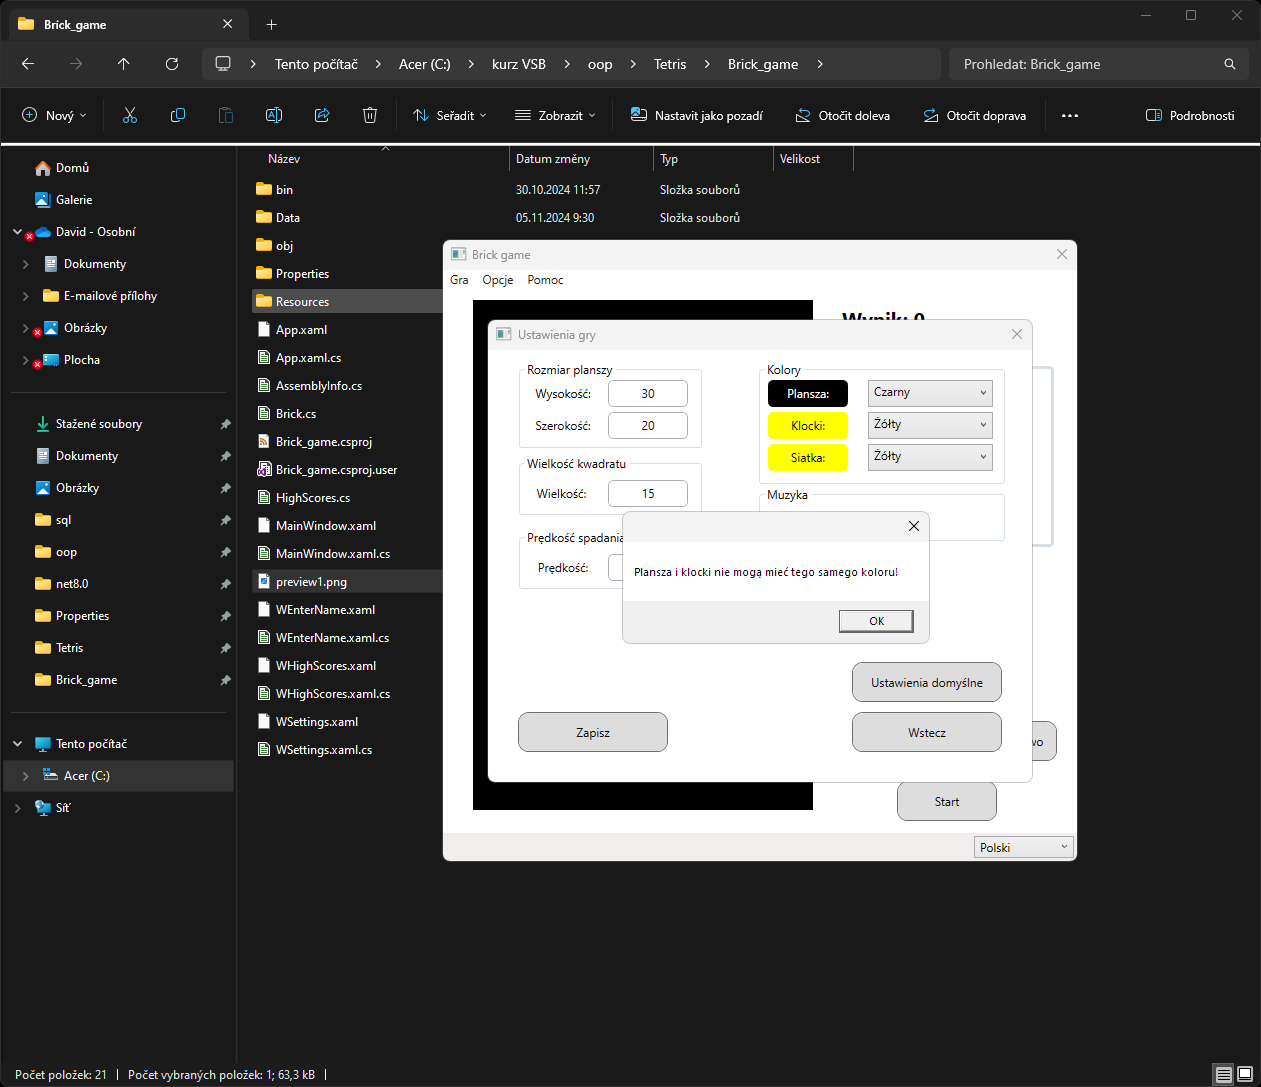 Brick_game
Tento počítač
Acer (C:)
kurz VSB
oop
Tetris
Brick_game
Prohledat: Brick_game
Nový
Seřadit
Zobrazit
Nastavit jako pozadí
Otočit doleva
Otočit doprava
Podrobnosti
Domů
Galerie
David - Osobní
Dokumenty
E-mailové přílohy
Obrázky
Plocha
Stažené soubory
Dokumenty
Obrázky
sql
oop
net8.0
Properties
Tetris
Brick_game
Tento počítač
Acer (C:)
Síť
Název Datum změny Typ Velikost
bin 30.10.2024 11:57 Složka souborů
Data 05.11.2024 9:30 Složka souborů
obj
Properties
Resources
App.xaml
App.xaml.cs
AssemblyInfo.cs
Brick.cs
Brick_game.csproj
Brick_game.csproj.user
HighScores.cs
MainWindow.xaml
MainWindow.xaml.cs
preview1.png
WEnterName.xaml
WEnterName.xaml.cs
WHighScores.xaml
WHighScores.xaml.cs
WSettings.xaml
WSettings.xaml.cs
Brick game
Gra Opcje Pomoc
Wynik: 0
Ustawienia gry
Rozmiar planszy
Wysokość: 30
Szerokość: 20
Wielkość kwadratu
Wielkość: 15
Prędkość spadania
Prędkość:
Kolory
Plansza: Czarny
Klocki: Żółty
Siatka: Żółty
Muzyka
Plansza i klocki nie mogą mieć tego samego koloru!
OK
Ustawienia domyślne
Zapisz
Wstecz
wo
Start
Polski
Počet položek: 21
Počet vybraných položek: 1; 63,3 kB